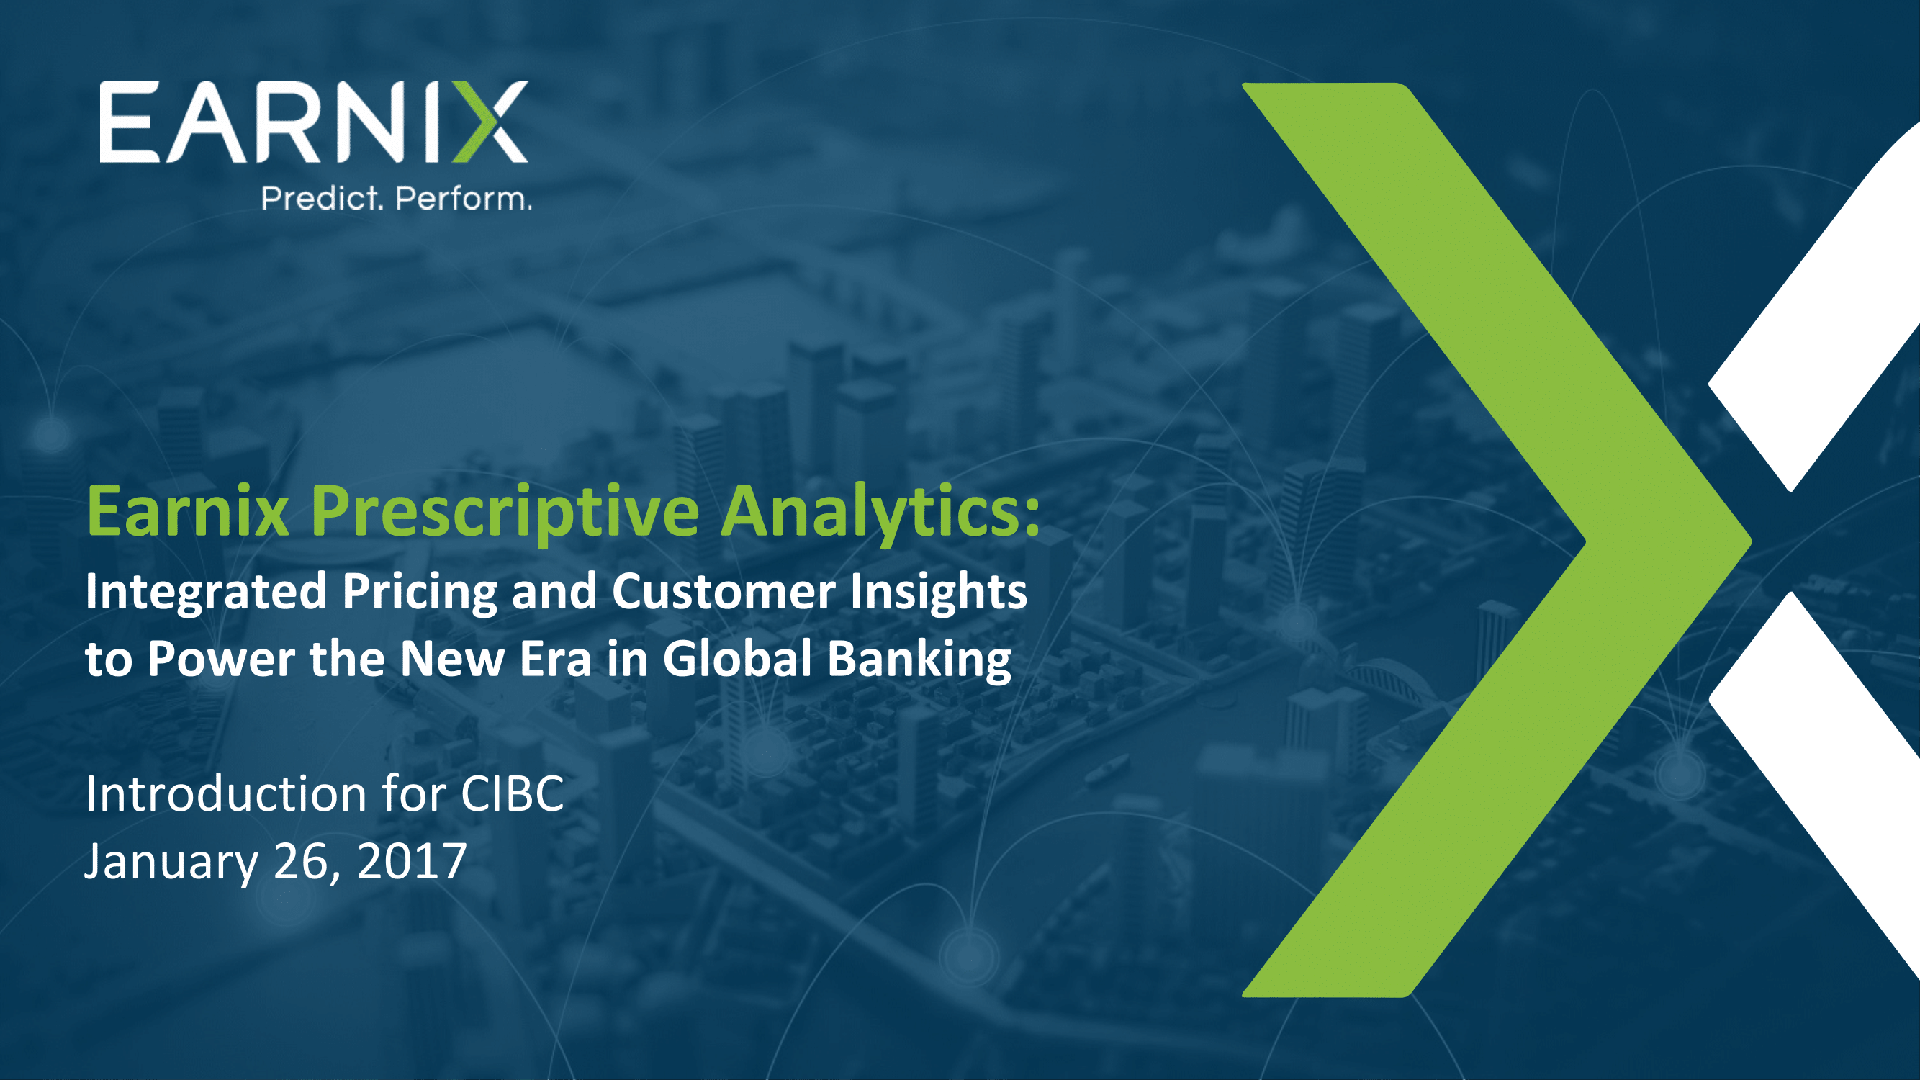 EARNIX
Predict. Perform.
Earnix Prescriptive Analytics:
Integrated Pricing and Customer Insights
to Power the New Era in Global Banking
Introduction for CIBC
January 26, 2017